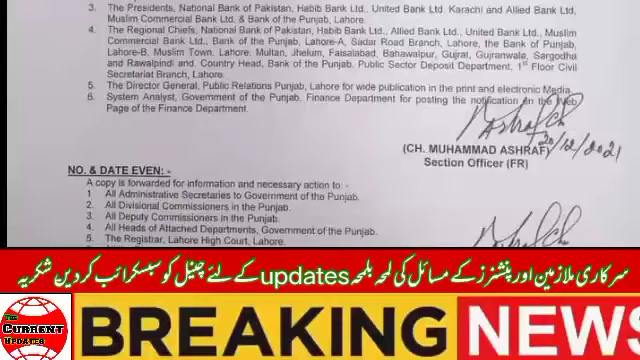 3. The Presidents, National Bank of Pakistan, Habib Bank Ltd, United Bank Ltd. Karachi and Allied Bank Ltd,
Muslim Commercial Bank Ltd. & Bank of the Punjab, Lahore.
4. The Regional Chiefs, National Bank of Pakistan, Habib Bank Ltd., Allied Bank Ltd., United Bank Ltd., Muslim
Commercial Bank Ltd., Bank of the Punjab, Lahore-A, Sadar Road Branch, Lahore, the Bank of Punjab,
Lahore-B, Muslim Town, Lahore. Multan, Jhelum, Faisalabad, Bahawalpur, Gujrat, Gujranwala, Sargodha
and Rawalpindi and Country Head, Bank of the Punjab, Public Sector Deposit Department, 1st Floor Civil
Secretariat Branch, Lahore.
5. The Director General, Public Relations Punjab, Lahore for wide publication in the print and electronic Media.
6. System Analyst, Government of the Punjab, Finance Department for posting the notification in the Web
Page of the Finance Department.
MAshrafCh
20/12/2021
(CH. MUHAMMAD ASHRAF)
Section Officer (FR)
NO. & DATE EVEN: -
A copy is forwarded for information and necessary action to: -
1. All Administrative Secretaries to Government of the Punjab.
2. All Divisional Commissioners in the Punjab.
3. All Deputy Commissioners in the Punjab.
4. All Heads of Attached Departments, Government of the Punjab.
5. The Registrar, Lahore High Court, Lahore.
سرکاری ملازمین اور پنشنرز کے مسائل کی لمحہ بلمحہ updates کے لئے چینل کو سبسکرائب کر دیں شکریہ
The
Current
Updates
BREAKING NEWS